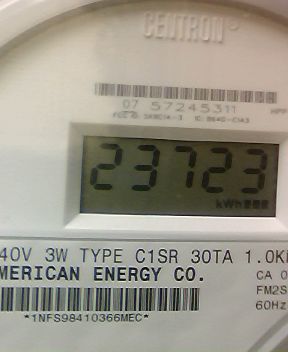 CENTRON®
07 57245311
23723
kWh
40V 3W TYPE C1SR 30TA 1.0K
MERICAN ENERGY CO.
CA 0
FM2S
60Hz
*1NFS98410366MEC*